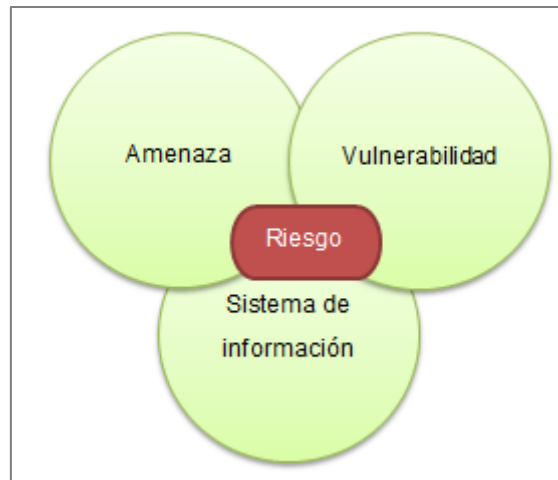 Amenaza
Vulnerabilidad
Riesgo
Sistema de
información